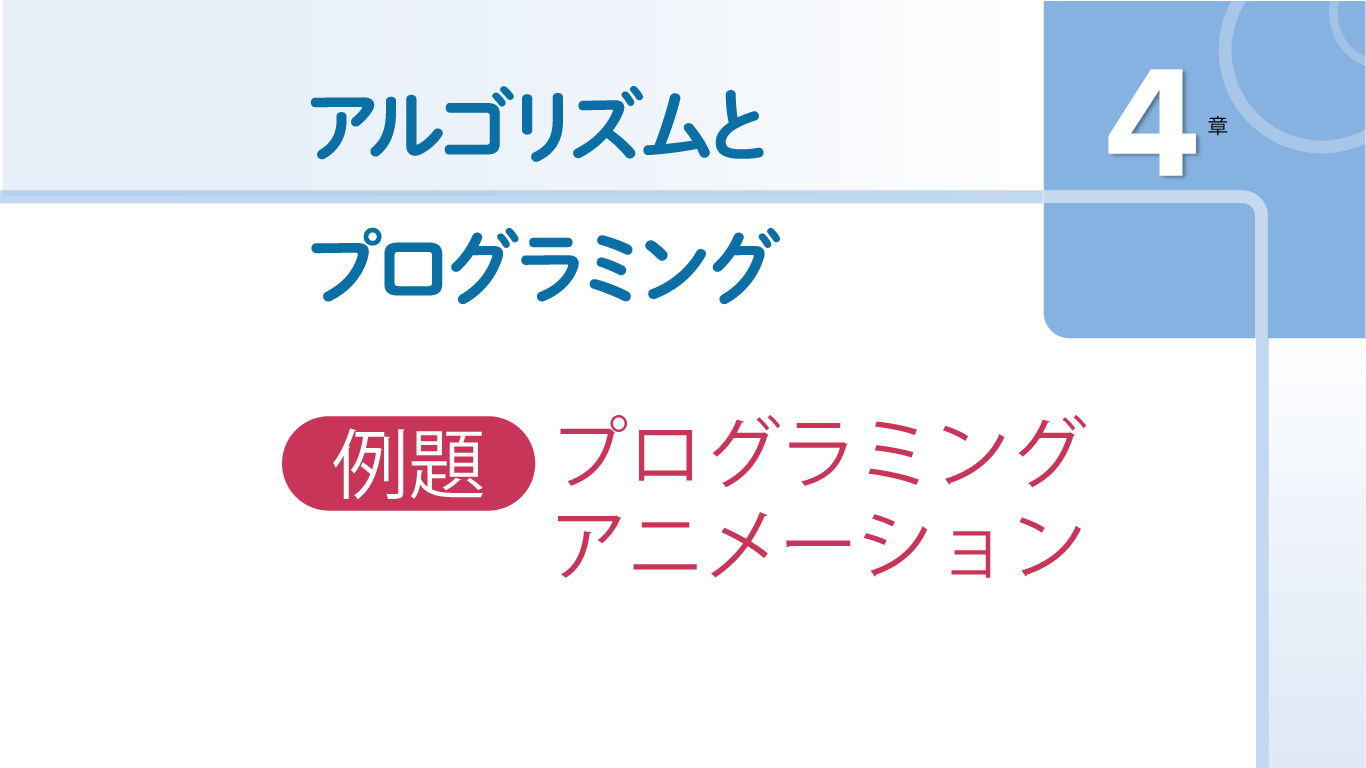 アルゴリズムと
プログラミング
4章
例題 プログラミング
アニメーション